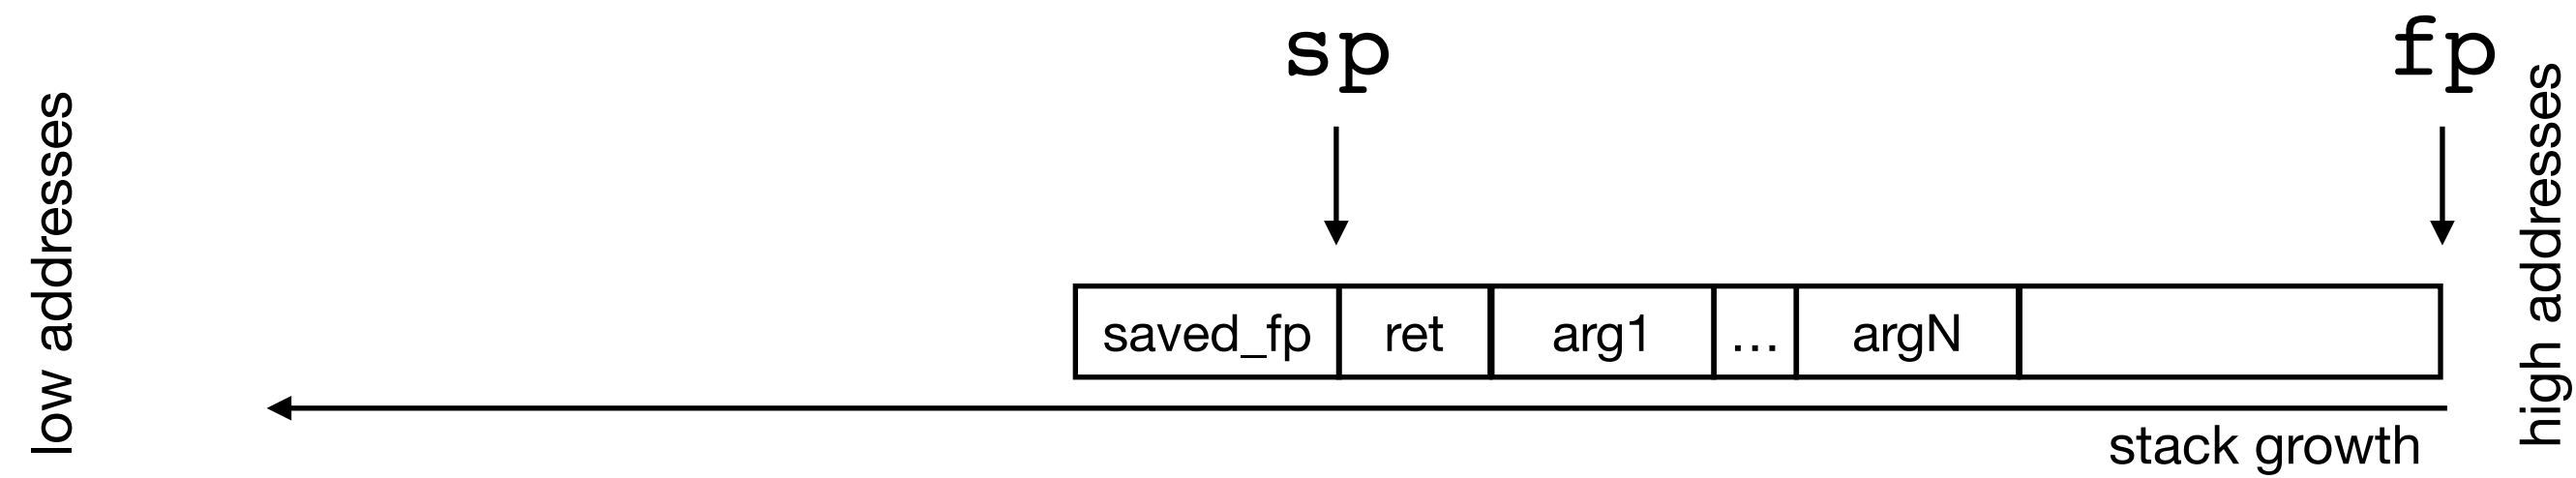 sp
fp
low addresses
high addresses
saved_fp
ret
arg1
...
argN
stack growth